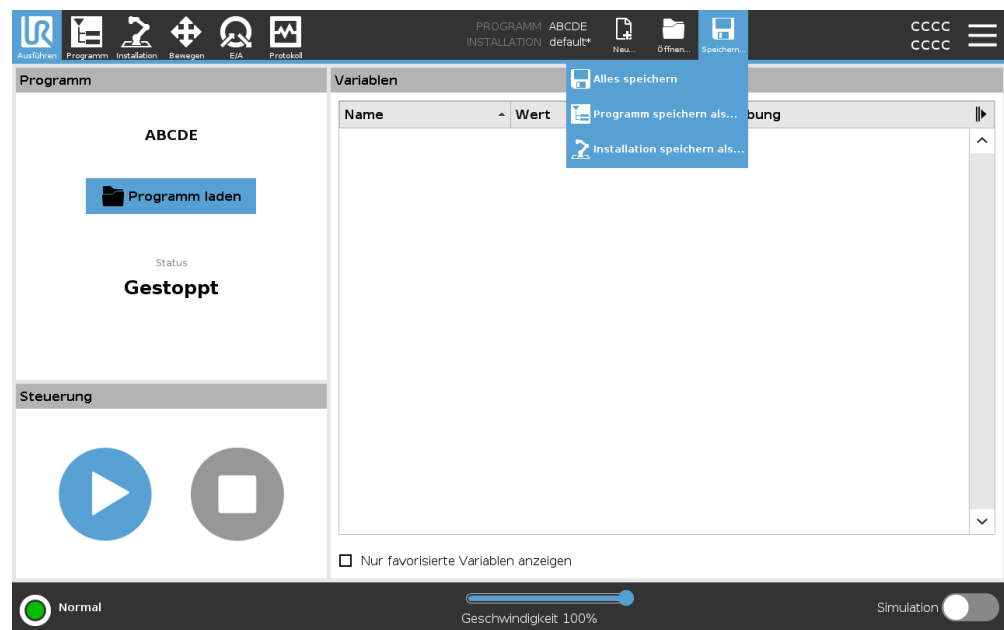 UR
Ausführen Programm Installation Bewegen E/A Protokoll
PROGRAMM ABCDE
INSTALLATION default*
Neu... Öffnen... Speichern...
CCCC
CCCC
Alles speichern
Programm speichern als...
Installation speichern als...
Programm
ABCDE
Programm laden
Status
Gestoppt
Steuerung
Variablen
Name Wert bung
Nur favorisierte Variablen anzeigen
Normal
Geschwindigkeit 100%
Simulation